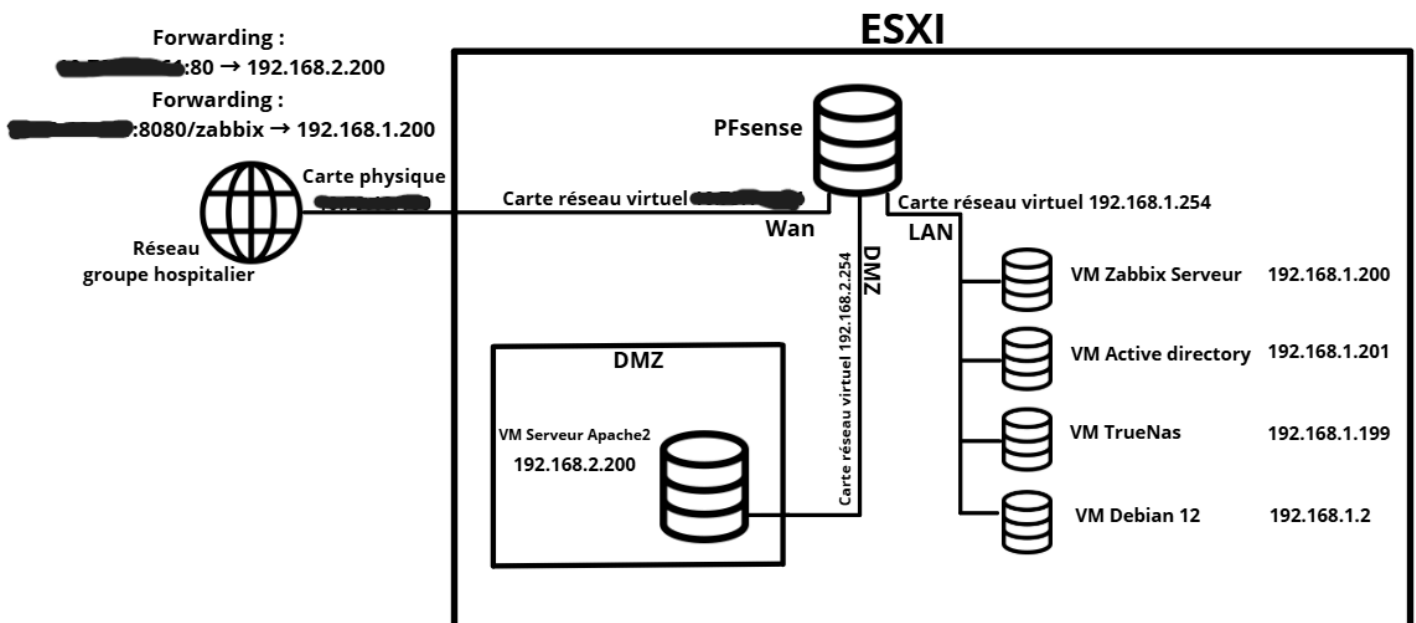 ESXI
Forwarding :
:80 → 192.168.2.200
Forwarding :
:8080/zabbix → 192.168.1.200
PFsense
Carte physique
Carte réseau virtuel
Carte réseau virtuel 192.168.1.254
Wan
LAN
Réseau
groupe hospitalier
DMZ
Carte réseau virtuel 192.168.2.254
VM Zabbix Serveur 192.168.1.200
VM Active directory 192.168.1.201
VM TrueNas 192.168.1.199
VM Debian 12 192.168.1.2
DMZ
VM Serveur Apache2
192.168.2.200